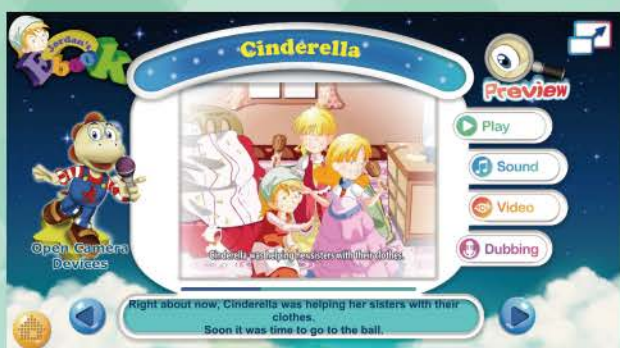 Jordan's
Ebook
Cinderella
Preview
Play
Sound
Video
Dubbing
Open Camera
Devices
Cinderella was helping her sisters with their clothes.
Right about now, Cinderella was helping her sisters with their
clothes.
Soon it was time to go to the ball.